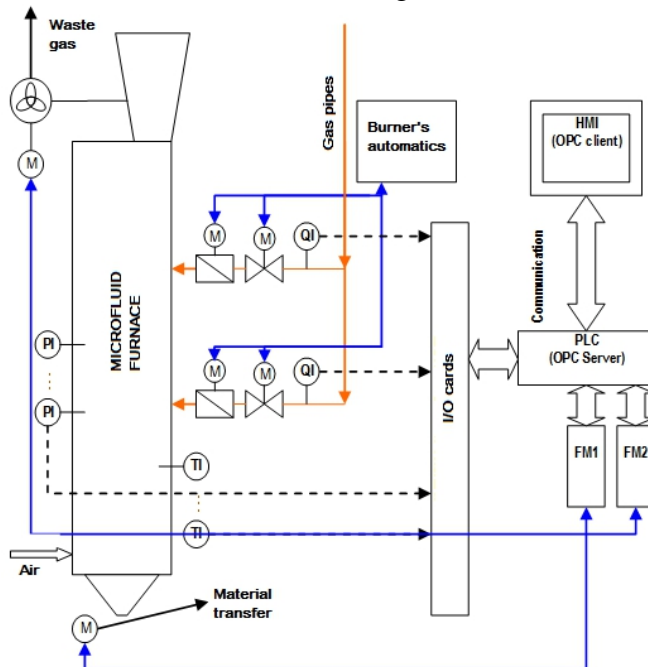 Waste
gas
M
Gas pipes
Burner's
automatics
HMI
(OPC client)
M
M
QI
MICROFLUID
FURNACE
Communication
PLC
(OPC Server)
PI
M
M
QI
I/O cards
PI
FM1
FM2
TI
TI
Air
Material
transfer
M